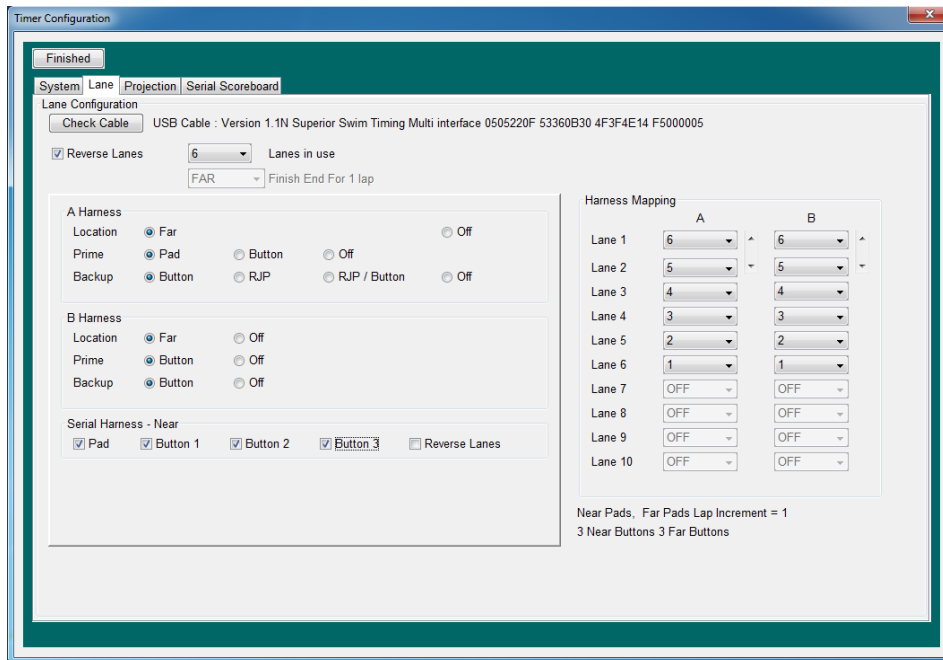 Timer Configuration
Finished
System Lane Projection Serial Scoreboard
Lane Configuration
Check Cable USB Cable : Version 1.1N Superior Swim Timing Multi interface 0505220F 53360B30 4F3F4E14 F5000005
Reverse Lanes 6 Lanes in use
FAR Finish End For 1 lap
A Harness
Location Far Off
Prime Pad Button Off
Backup Button RJP RJP / Button Off
B Harness
Location Far Off
Prime Button Off
Backup Button Off
Serial Harness - Near
Pad Button 1 Button 2 Button 3 Reverse Lanes
Harness Mapping
A B
Lane 1 6 6
Lane 2 5 5
Lane 3 4 4
Lane 4 3 3
Lane 5 2 2
Lane 6 1 1
Lane 7 OFF OFF
Lane 8 OFF OFF
Lane 9 OFF OFF
Lane 10 OFF OFF
Near Pads, Far Pads Lap Increment = 1
3 Near Buttons 3 Far Buttons